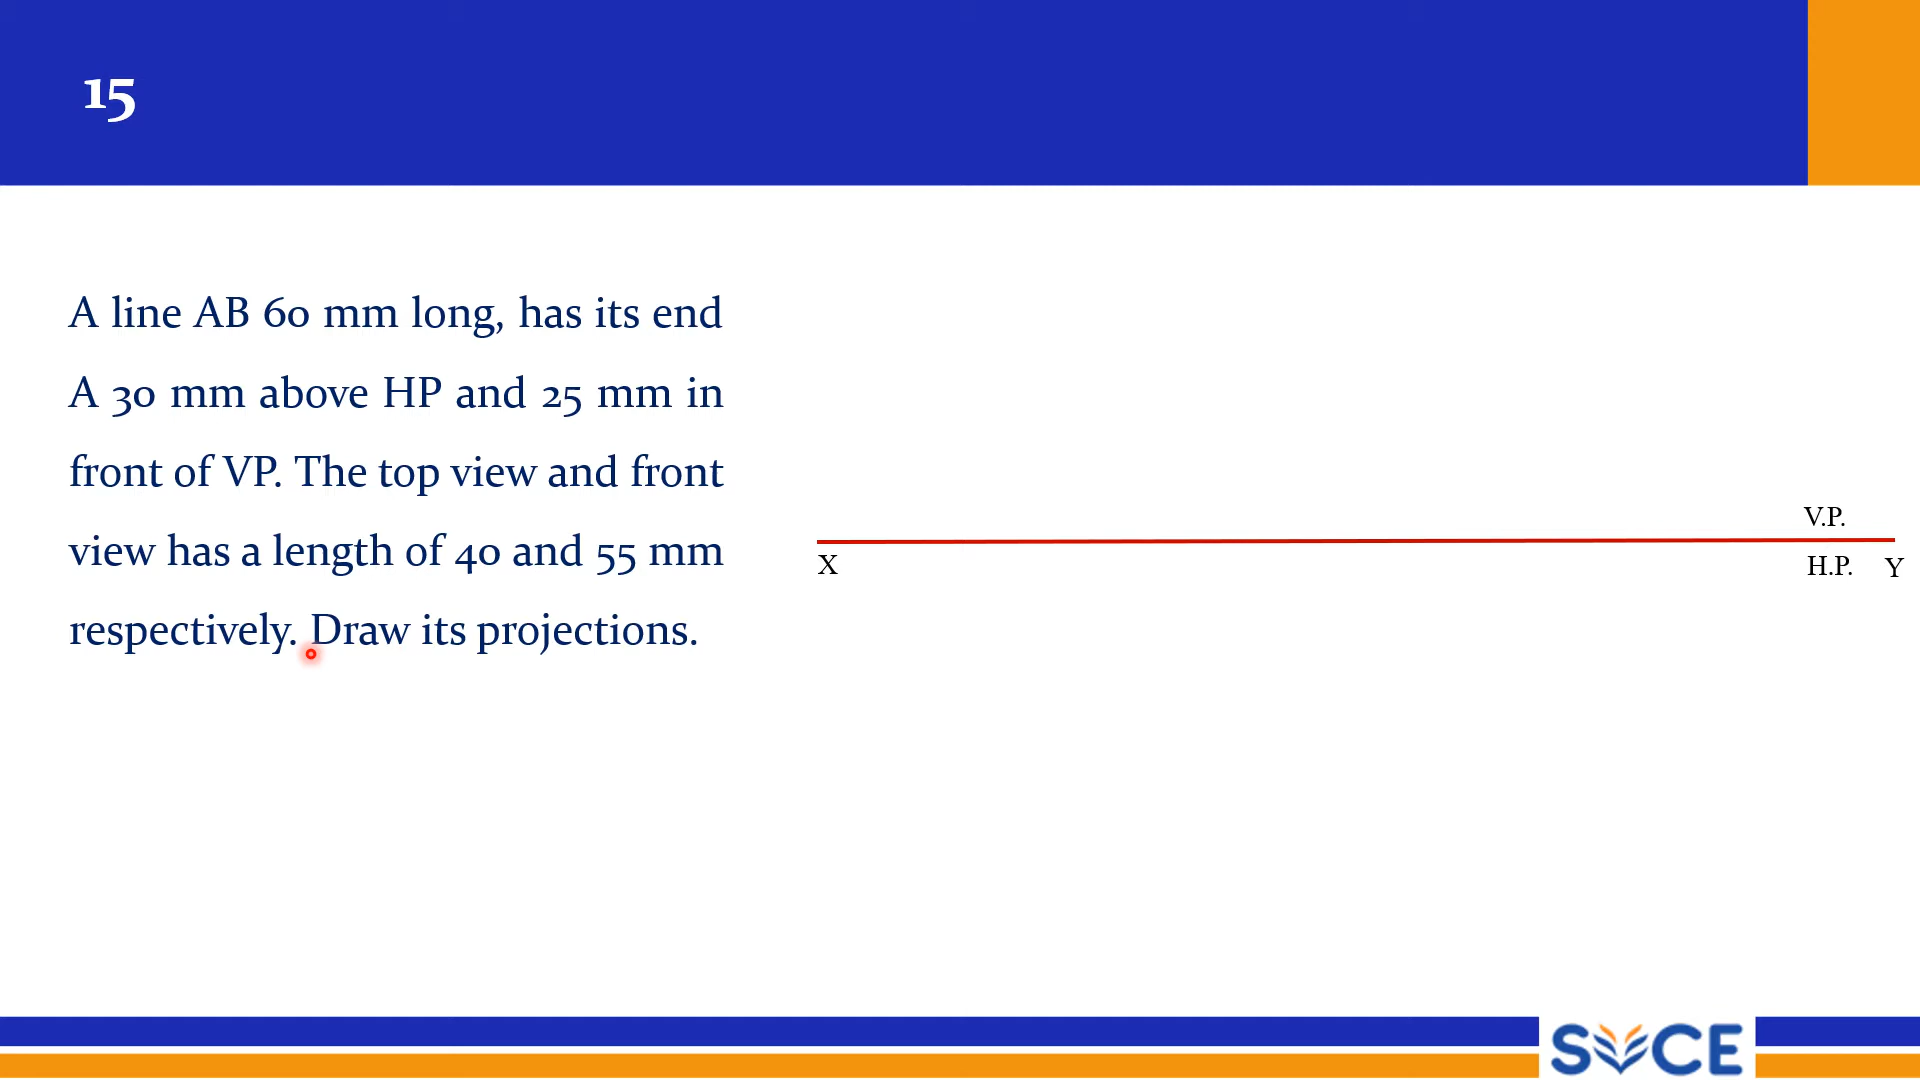 15
A line AB 60 mm long, has its end
A 30 mm above HP and 25 mm in
front of VP. The top view and front
view has a length of 40 and 55 mm
respectively. Draw its projections.
V.P.
X
H.P.
Y
SVCE